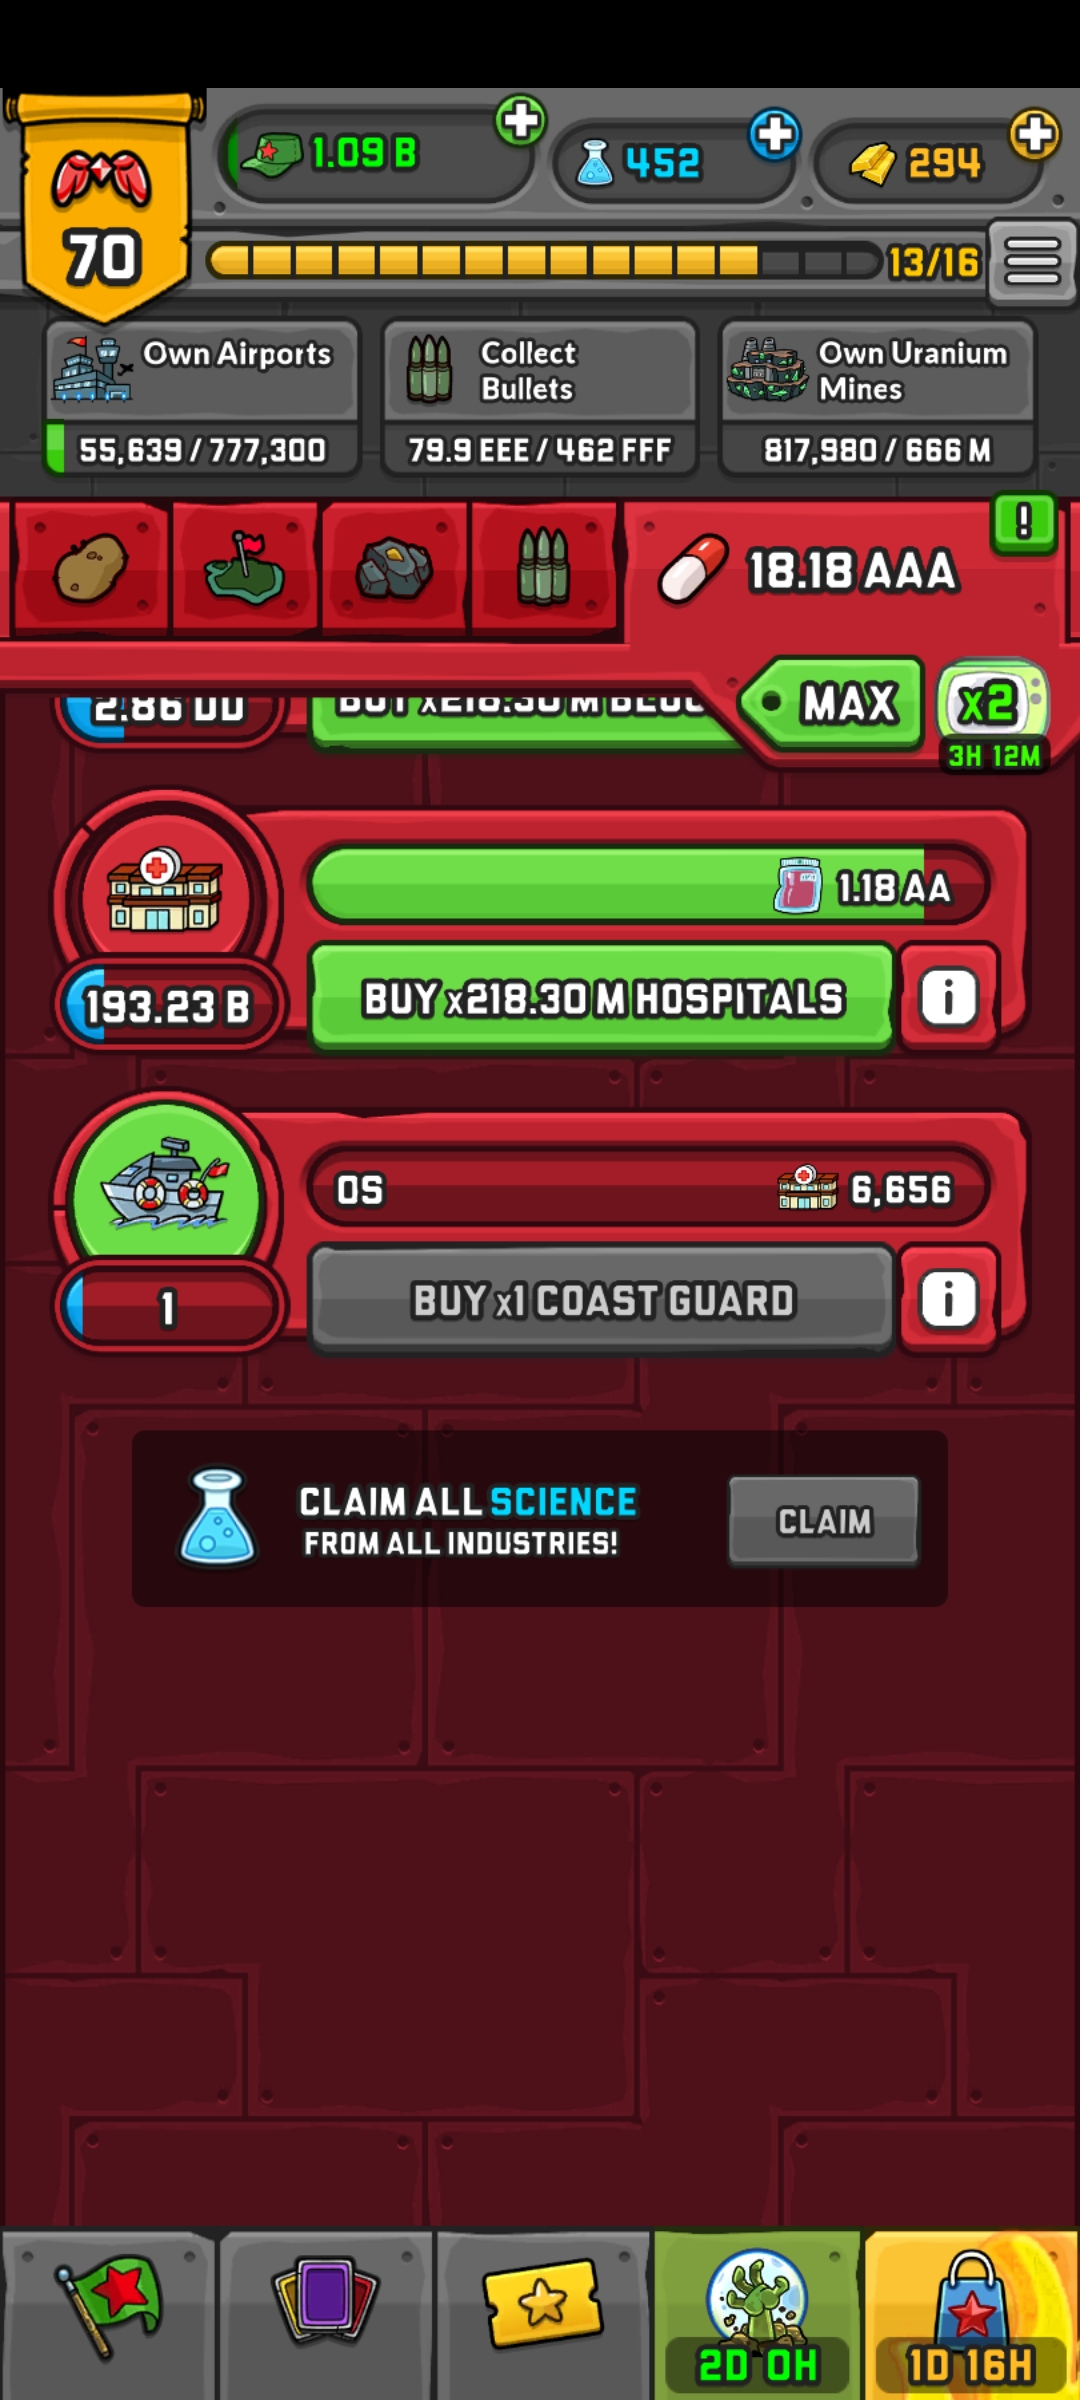 1.09 B
452
294
70
13/16
Own Airports
Collect
Bullets
Own Uranium
Mines
55,639 / 777,300
79.9 EEE / 462 FFF
817,980 / 666 M
!
18.18 AAA
MAX
x2
3H 12M
2.86 DD
BUY x218.30 M
1.18 AA
193.23 B
BUY x218.30 M HOSPITALS
i
0S
6,656
1
BUY x1 COAST GUARD
i
CLAIM ALL SCIENCE
FROM ALL INDUSTRIES!
CLAIM
2D 0H
1D 16H